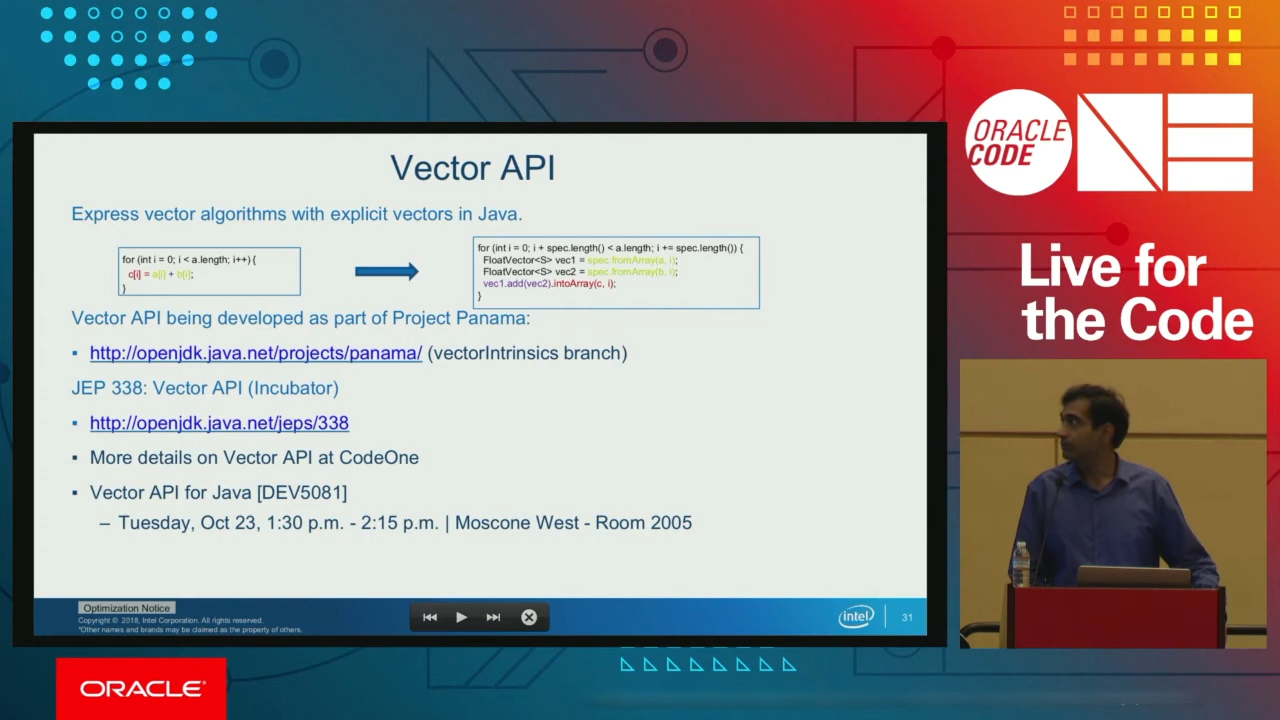 Vector API
Express vector algorithms with explicit vectors in Java.
for (int i = 0; i < a.length; i++) {
c[i] = a[i] + b[i];
}
for (int i = 0; i + spec.length() < a.length; i += spec.length()) {
FloatVector<S> vec1 = spec.fromArray(a, i);
FloatVector<S> vec2 = spec.fromArray(b, i);
vec1.add(vec2).intoArray(c, i);
}
Vector API being developed as part of Project Panama:
▪ http://openjdk.java.net/projects/panama/ (vectorIntrinsics branch)
JEP 338: Vector API (Incubator)
▪ http://openjdk.java.net/jeps/338
▪ More details on Vector API at CodeOne
▪ Vector API for Java [DEV5081]
– Tuesday, Oct 23, 1:30 p.m. - 2:15 p.m. | Moscone West - Room 2005
Optimization Notice
Copyright © 2018, Intel Corporation. All rights reserved.
*Other names and brands may be claimed as the property of others.
intel
31
ORACLE
CODE
ONE
Live for
the Code
ORACLE